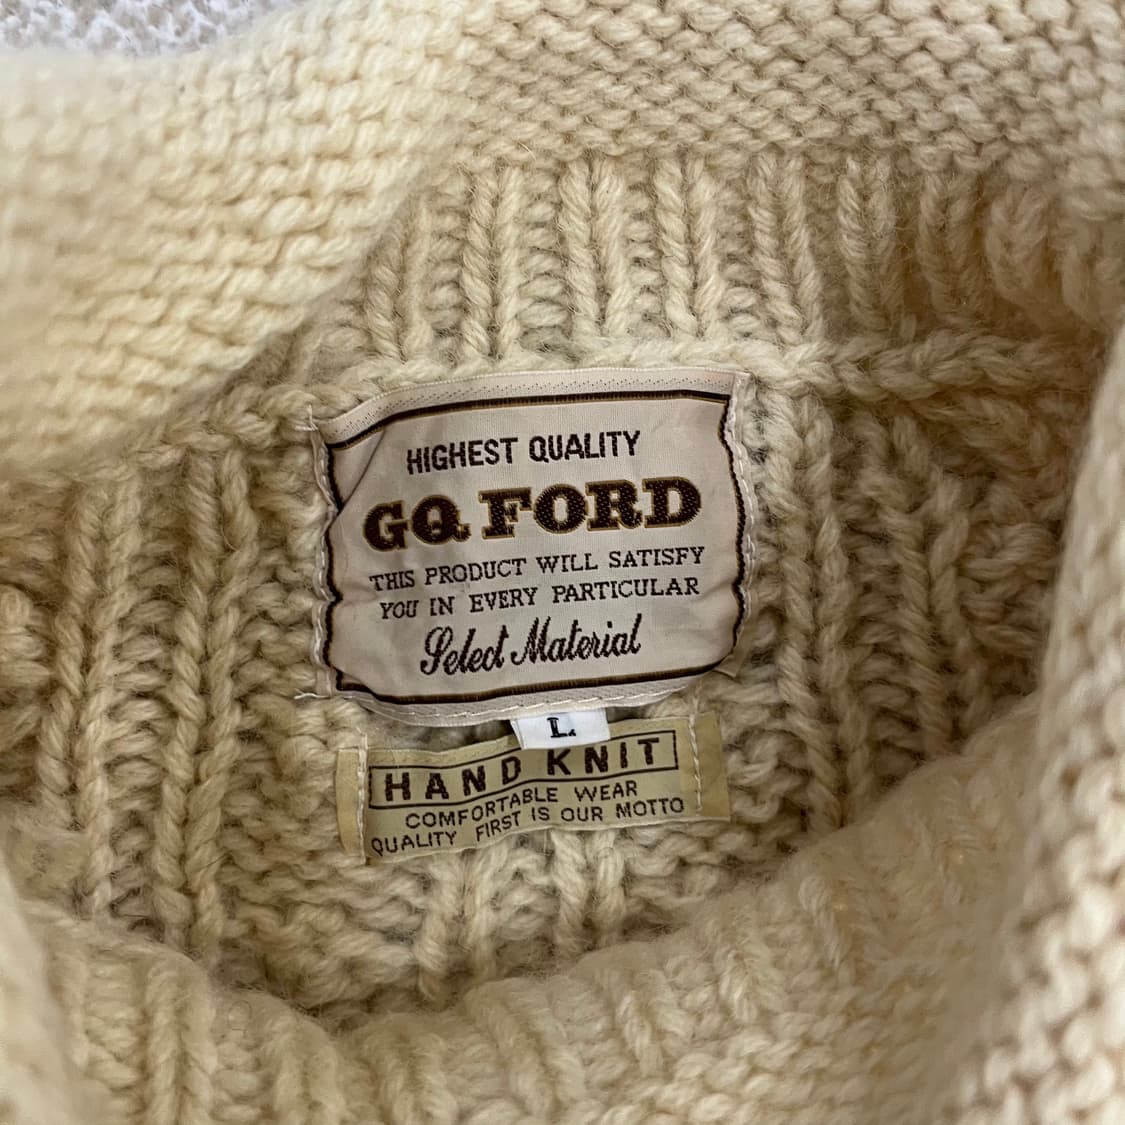 HIGHEST QUALITY
GQ FORD
THIS PRODUCT WILL SATISFY
YOU IN EVERY PARTICULAR
Select Material
L.
HAND KNIT
COMFORTABLE WEAR
QUALITY FIRST IS OUR MOTTO